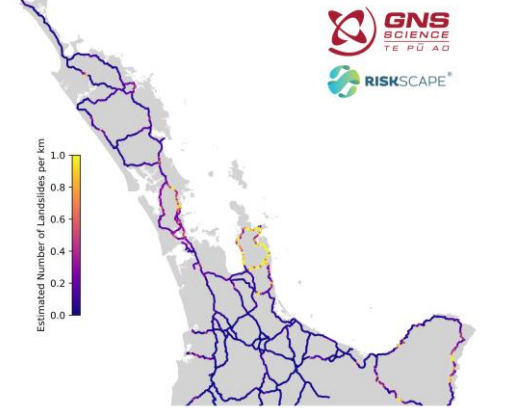 GNS
SCIENCE
TE PŪ AO
RISKSCAPE®
Estimated Number of Landslides per km
1.0
0.8
0.6
0.4
0.2
0.0